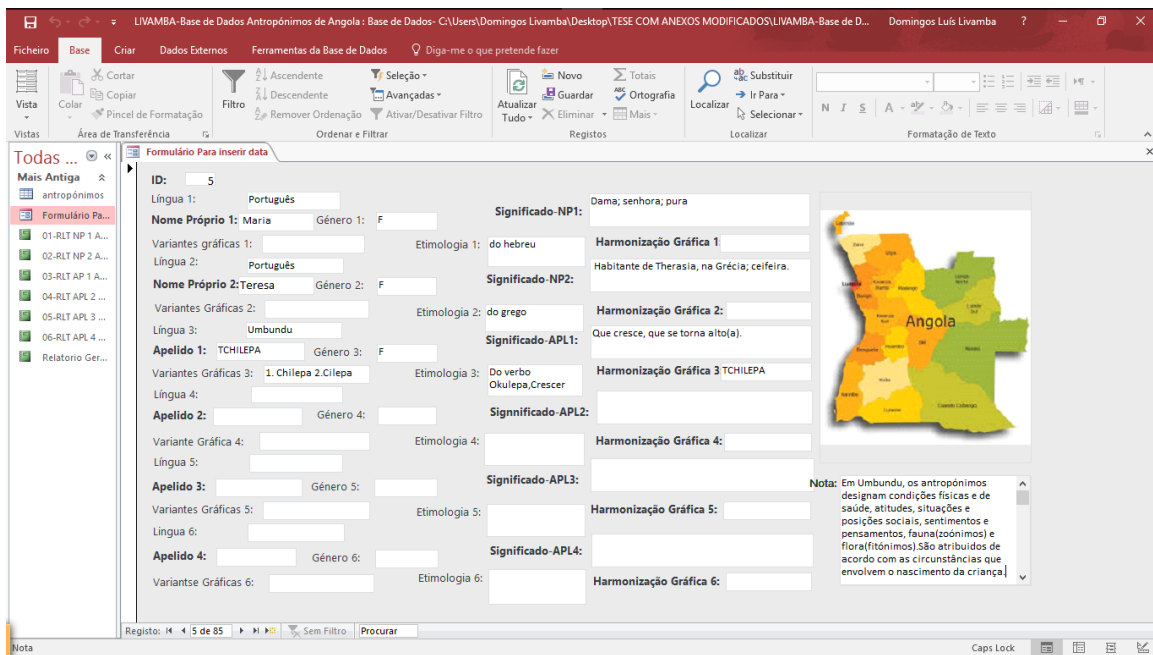 LIVAMBA-Base de Dados Antropónimos de Angola : Base de Dados- C:\Users\Domingos Livamba\Desktop\TESE COM ANEXOS MODIFICADOS\LIVAMBA-Base de D... Domingos Luís Livamba ?
Ficheiro Base Criar Dados Externos Ferramentas da Base de Dados Diga-me o que pretende fazer
Vista
Vistas
Colar
Cortar
Copiar
Pincel de Formatação
Área de Transferência
Filtro
Ascendente
Descendente
Remover Ordenação
Seleção
Avançadas
Ativar/Desativar Filtro
Ordenar e Filtrar
Atualizar
Tudo
Novo
Guardar
Eliminar
Totais
Ortografia
Mais
Registos
Localizar
Substituir
Ir Para
Selecionar
Localizar
N I S A
Formatação de Texto
Todas ...
Mais Antiga
antropónimos
Formulário Pa...
01-RLT NP 1 A...
02-RLT NP 2 A...
03-RLT AP 1 A...
04-RLT APL 2 ...
05-RLT APL 3 ...
06-RLT APL 4 ...
Relatorio Ger...
Formulário Para inserir data
ID: 5
Língua 1: Português
Nome Próprio 1: Maria Género 1: F Significado-NP1: Dama; senhora; pura
Variantes gráficas 1: Etimologia 1: do hebreu Harmonização Gráfica 1
Língua 2: Português
Nome Próprio 2: Teresa Género 2: F Significado-NP2: Habitante de Therasia, na Grécia; ceifeira.
Variantes Gráficas 2: Etimologia 2: do grego Harmonização Gráfica 2:
Língua 3: Umbundu
Apelido 1: TCHILEPA Género 3: F Significado-APL1: Que cresce, que se torna alto(a).
Variantes Gráficas 3: 1. Chilepa 2.Cilepa Etimologia 3: Do verbo Harmonização Gráfica 3 TCHILEPA
Okulepa,Crescer
Língua 4:
Apelido 2: Género 4: Signnificado-APL2:
Variante Gráfica 4: Etimologia 4: Harmonização Gráfica 4:
Língua 5:
Apelido 3: Género 5: Significado-APL3:
Variantes Gráficas 5: Etimologia 5: Harmonização Gráfica 5:
Lingua 6:
Apelido 4: Género 6: Significado-APL4:
Variantse Gráficas 6: Etimologia 6: Harmonização Gráfica 6:
Angola
Nota: Em Umbundu, os antropónimos
designam condições físicas e de
saúde, atitudes, situações e
posições sociais, sentimentos e
pensamentos, fauna(zoónimos) e
flora(fitónimos).São atribuidos de
acordo com as circunstâncias que
envolvem o nascimento da criança.
Registo: 5 de 85 Sem Filtro Procurar
Nota Caps Lock